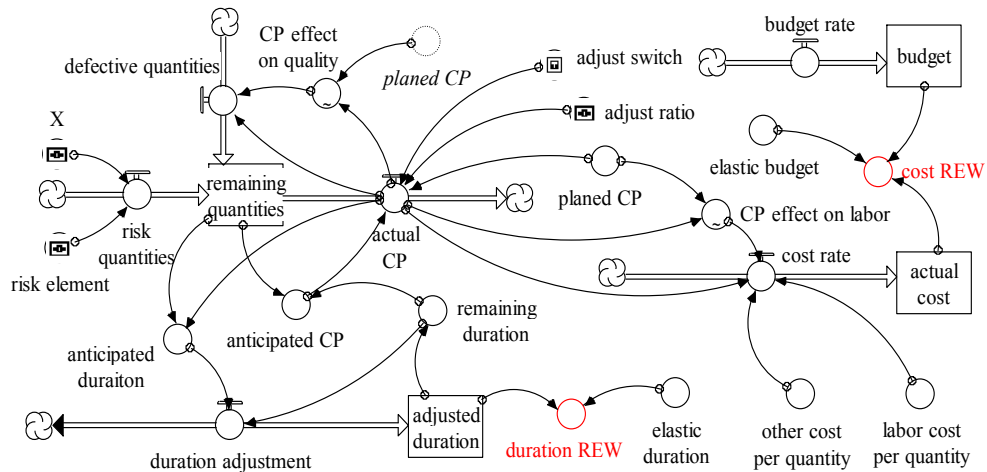 budget rate
CP effect
on quality
defective quantities
planed CP
adjust switch
budget
X
adjust ratio
elastic budget
cost REW
remaining
quantities
planed CP
CP effect on labor
risk
quantities
actual
CP
risk element
cost rate
actual
cost
remaining
duration
anticipated CP
anticipated
duraiton
adjusted
duration
duration REW
elastic
duration
other cost
per quantity
labor cost
per quantity
duration adjustment